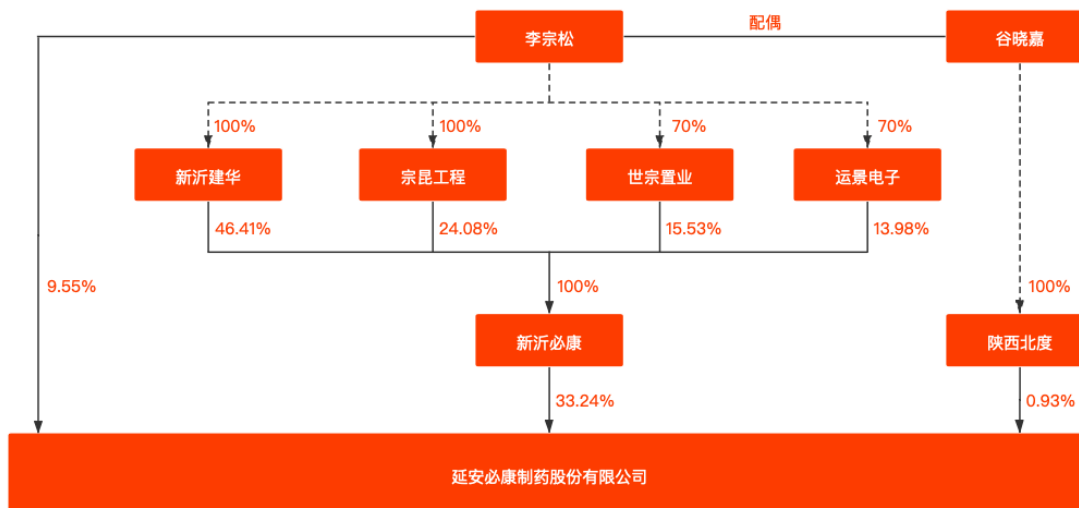 李宗松
配偶
谷晓嘉
100%
100%
70%
70%
新沂建华
宗昆工程
世宗置业
运景电子
46.41%
24.08%
15.53%
13.98%
9.55%
100%
100%
新沂必康
陕西北度
33.24%
0.93%
延安必康制药股份有限公司